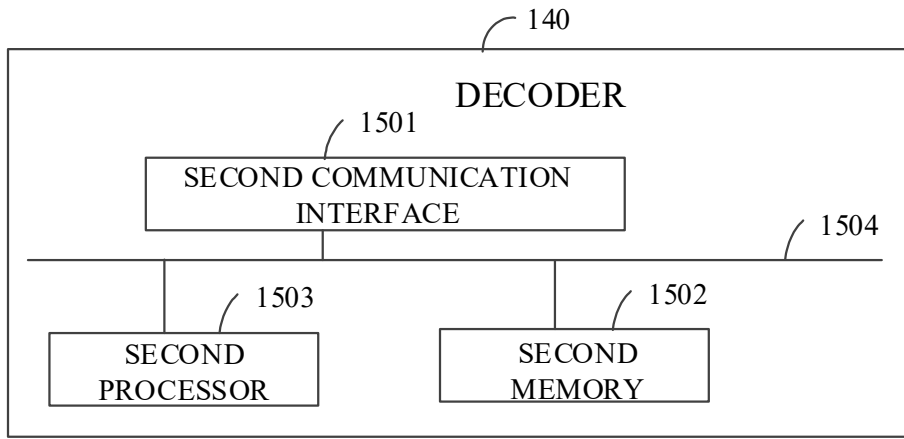 140
DECODER
1501
SECOND COMMUNICATION
INTERFACE
1504
1503
1502
SECOND
PROCESSOR
SECOND
MEMORY